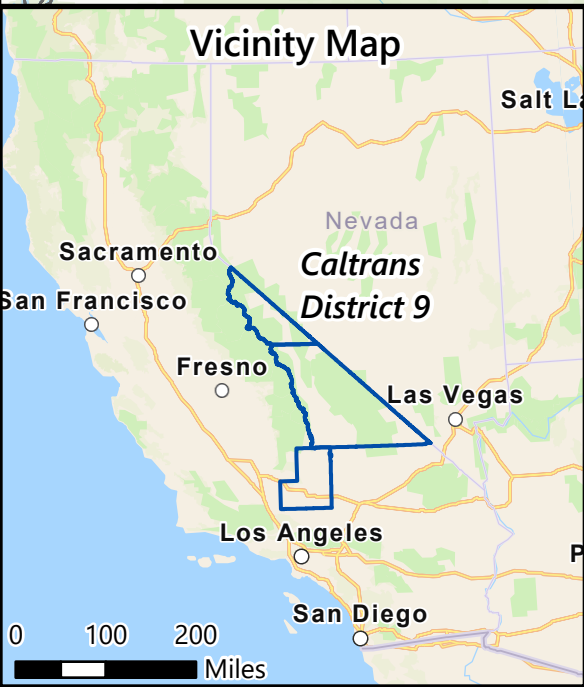 Vicinity Map
Salt La
Nevada
Sacramento
Caltrans
District 9
San Francisco
Fresno
Las Vegas
Los Angeles
P
San Diego
0 100 200
Miles